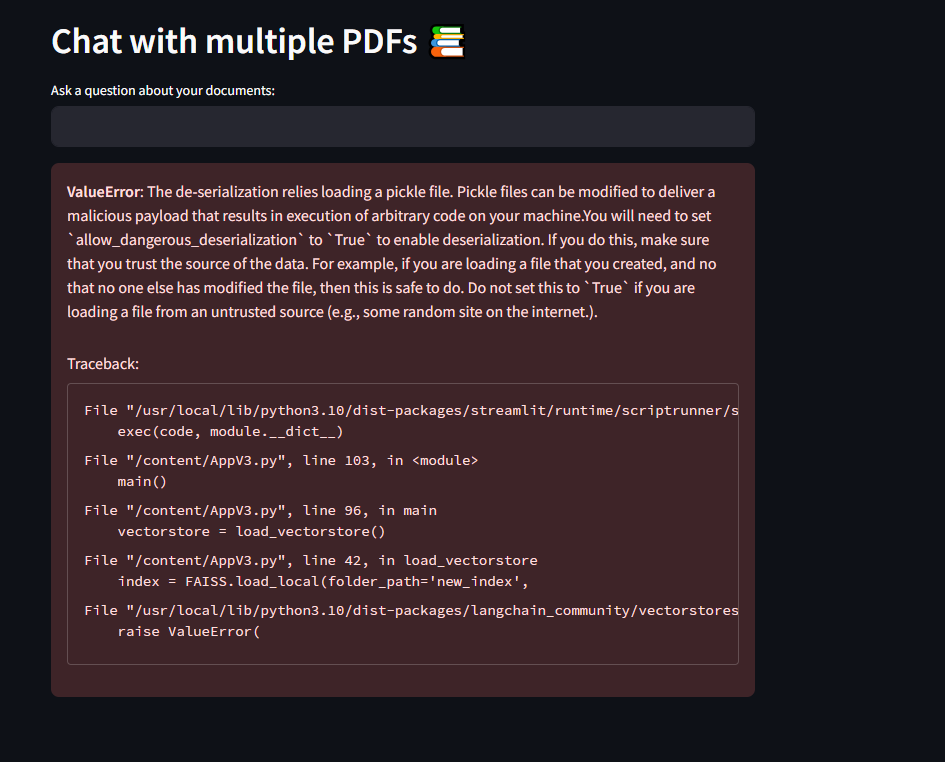 Chat with multiple PDFs 📚
Ask a question about your documents:
ValueError: The de-serialization relies loading a pickle file. Pickle files can be modified to deliver a
malicious payload that results in execution of arbitrary code on your machine.You will need to set
`allow_dangerous_deserialization` to `True` to enable deserialization. If you do this, make sure
that you trust the source of the data. For example, if you are loading a file that you created, and no
that no one else has modified the file, then this is safe to do. Do not set this to `True` if you are
loading a file from an untrusted source (e.g., some random site on the internet.).
Traceback:
File "/usr/local/lib/python3.10/dist-packages/streamlit/runtime/scriptrunner/s
    exec(code, module.__dict__)
File "/content/AppV3.py", line 103, in <module>
    main()
File "/content/AppV3.py", line 96, in main
    vectorstore = load_vectorstore()
File "/content/AppV3.py", line 42, in load_vectorstore
    index = FAISS.load_local(folder_path='new_index',
File "/usr/local/lib/python3.10/dist-packages/langchain_community/vectorstores
    raise ValueError(